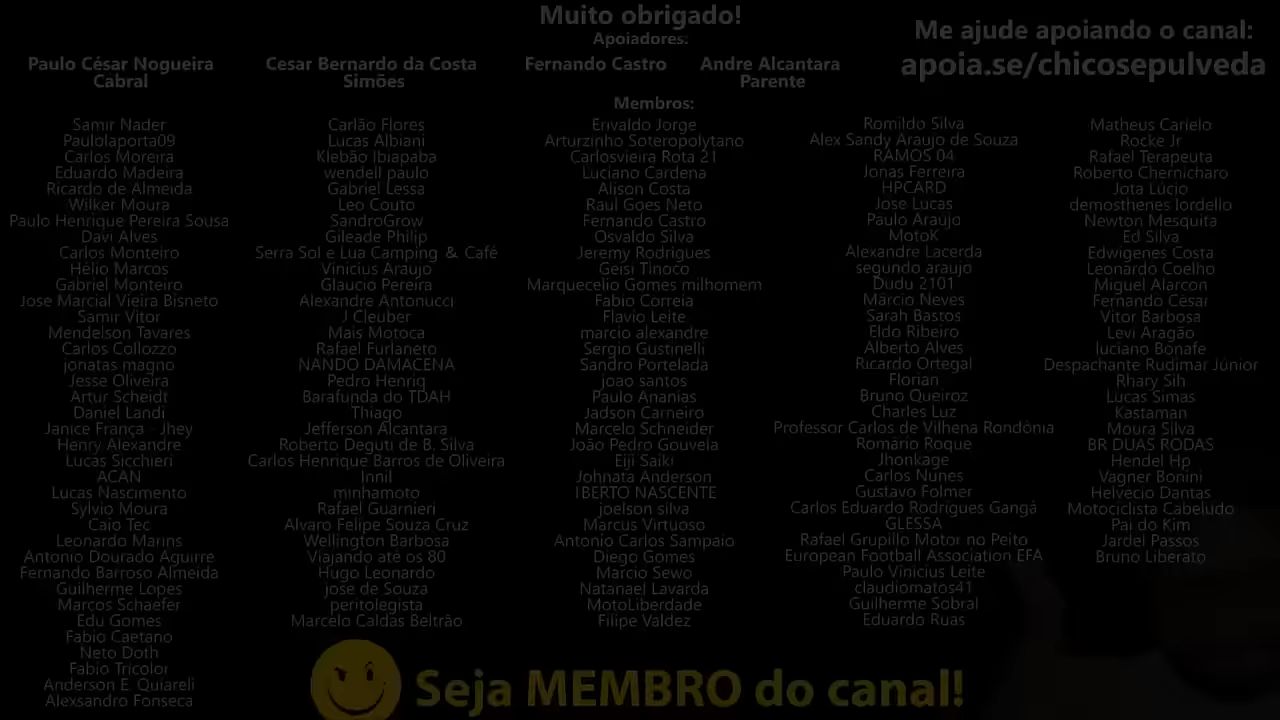 Muito obrigado!
Apoiadores:
Me ajude apoiando o canal:
apoia.se/chicosepulveda
Paulo César Nogueira
Cabral
Cesar Bernardo da Costa
Simões
Fernando Castro
Andre Alcantara
Parente
Membros:
Samir Nader
Paulolaporta09
Carlos Moreira
Eduardo Madeira
Ricardo de Almeida
Wilker Moura
Paulo Henrique Pereira Sousa
Davi Alves
Carlos Monteiro
Hélio Marcos
Gabriel Monteiro
Jose Marcial Vieira Bisneto
Samir Vitor
Mendelson Tavares
Carlos Collozzo
jonatas magno
Jesse Oliveira
Artur Scheidt
Daniel Landi
Janice França - Jhey
Henry Alexandre
Lucas Sicchieri
ACAN
Lucas Nascimento
Sylvio Moura
Caio Tec
Leonardo Marins
Antonio Dourado Aguirre
Fernando Barroso Almeida
Guilherme Lopes
Marcos Schaefer
Edu Gomes
Fabio Caetano
Neto Doth
Fabio Tricolor
Anderson E. Quiareli
Alexsandro Fonseca
Carlão Flores
Lucas Albiani
Klebão Ibiapaba
wendell paulo
Gabriel Lessa
Leo Couto
SandroGrow
Gileade Philip
Serra Sol e Lua Camping & Café
Vinicius Araujo
Glaucio Pereira
Alexandre Antonucci
J Cleuber
Mais Motoca
Rafael Furlaneto
NANDO DAMACENA
Pedro Henriq
Barafunda do TDAH
Thiago
Jefferson Alcantara
Roberto Deguti de B. Silva
Carlos Henrique Barros de Oliveira
Innil
minhamoto
Rafael Guarnieri
Alvaro Felipe Souza Cruz
Wellington Barbosa
Viajando até os 80
Hugo Leonardo
jose de Souza
peritolegista
Marcelo Caldas Beltrão
Erivaldo Jorge
Arturzinho Soteropolytano
Carlosvieira Rota 21
Luciano Cardena
Alison Costa
Raul Goes Neto
Fernando Castro
Osvaldo Silva
Jeremy Rodrigues
Geisi Tinoco
Marquecelio Gomes milhomem
Fabio Correia
Flavio Leite
marcio alexandre
Sergio Gustinelli
Sandro Portelada
joao santos
Paulo Ananias
Jadson Carneiro
Marcelo Schneider
João Pedro Gouvela
Eiji Saiki
Johnata Anderson
IBERTO NASCENTE
joelson silva
Marcus Virtuoso
Antonio Carlos Sampaio
Diego Gomes
Marcio Sewo
Natanael Lavarda
MotoLiberdade
Filipe Valdez
Romildo Silva
Alex Sandy Araujo de Souza
RAMOS 04
Jonas Ferreira
HPCARD
Jose Lucas
Paulo Araujo
MotoK
Alexandre Lacerda
segundo araujo
Dudu 2101
Márcio Neves
Sarah Bastos
Eldo Ribeiro
Alberto Alves
Ricardo Ortegal
Florian
Bruno Queiroz
Charles Luz
Professor Carlos de Vilhena Rondônia
Romário Roque
Jhonkage
Carlos Nunes
Gustavo Folmer
Carlos Eduardo Rodrigues Gangá
GLESSA
Rafael Grupillo Motor no Peito
European Football Association EFA
Paulo Vinicius Leite
claudiomatos41
Guilherme Sobral
Eduardo Ruas
Matheus Carielo
Rocke Jr
Rafael Terapeuta
Roberto Chernicharo
Jota Lúcio
demosthenes lordello
Newton Mesquita
Ed Silva
Edwigenes Costa
Leonardo Coelho
Miguel Alarcon
Fernando César
Vitor Barbosa
Levi Aragão
luciano Bonafe
Despachante Rudimar Júnior
Rhary Sih
Lucas Simas
Kastaman
Moura Silva
BR DUAS RODAS
Hendel Hp
Vagner Bonini
Helvécio Dantas
Motociclista Cabeludo
Pai do Kim
Jardel Passos
Bruno Liberato
Seja MEMBRO do canal!